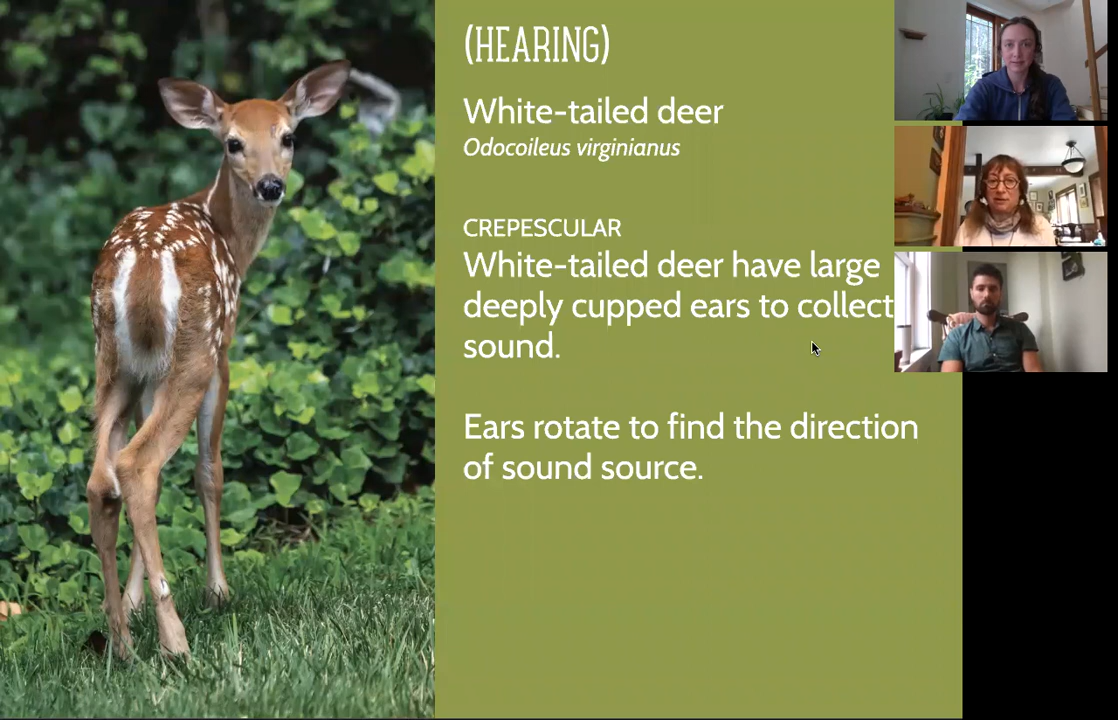 (HEARING)
White-tailed deer
Odocoileus virginianus
CREPESCULAR
White-tailed deer have large
deeply cupped ears to collect
sound.
Ears rotate to find the direction
of sound source.